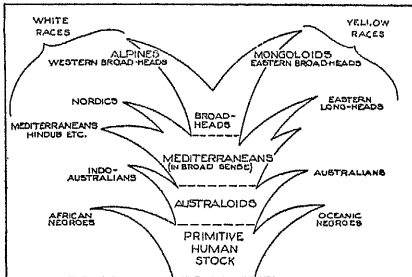 WHITE
RACES
YELLOW
RACES
ALPINES
WESTERN BROAD-HEADS
MONGOLOIDS
EASTERN BROAD-HEADS
NORDICS
BROAD-
HEADS
EASTERN
LONG-HEADS
MEDITERRANEANS
HINDUS ETC.
MEDITERRANEANS
(IN BROAD SENSE)
INDO-
AUSTRALIANS
AUSTRALIANS
AUSTRALOIDS
AFRICAN
NEGROES
OCEANIC
NEGROES
PRIMITIVE
HUMAN
STOCK